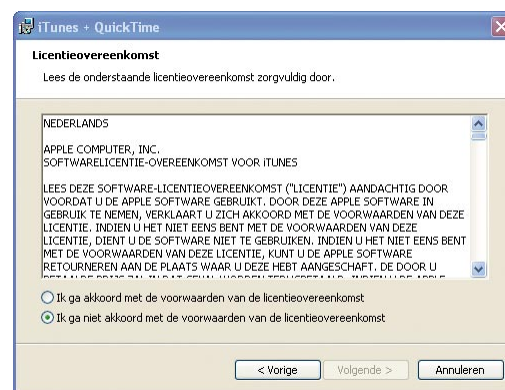 iTunes + QuickTime
Licentieovereenkomst
Lees de onderstaande licentieovereenkomst zorgvuldig door.
NEDERLANDS
APPLE COMPUTER, INC.
SOFTWARELICENTIE-OVEREENKOMST VOOR iTUNES
LEES DEZE SOFTWARE-LICENTIEOVEREENKOMST ("LICENTIE") AANDACHTIG DOOR
VOORDAT U DE APPLE SOFTWARE GEBRUIKT. DOOR DEZE APPLE SOFTWARE IN
GEBRUIK TE NEMEN, VERKLAART U ZICH AKKOORD MET DE VOORWAARDEN VAN DEZE
LICENTIE. INDIEN U HET NIET EENS BENT MET DE VOORWAARDEN VAN DEZE
LICENTIE, DIENT U DE SOFTWARE NIET TE GEBRUIKEN. INDIEN U HET NIET EENS BENT
MET DE VOORWAARDEN VAN DEZE LICENTIE, KUNT U DE APPLE SOFTWARE
RETOURNEREN AAN DE PLAATS WAAR U DEZE HEBT AANGESCHAFT. DE DOOR U
Ik ga akkoord met de voorwaarden van de licentieovereenkomst
Ik ga niet akkoord met de voorwaarden van de licentieovereenkomst
< Vorige
Volgende >
Annuleren